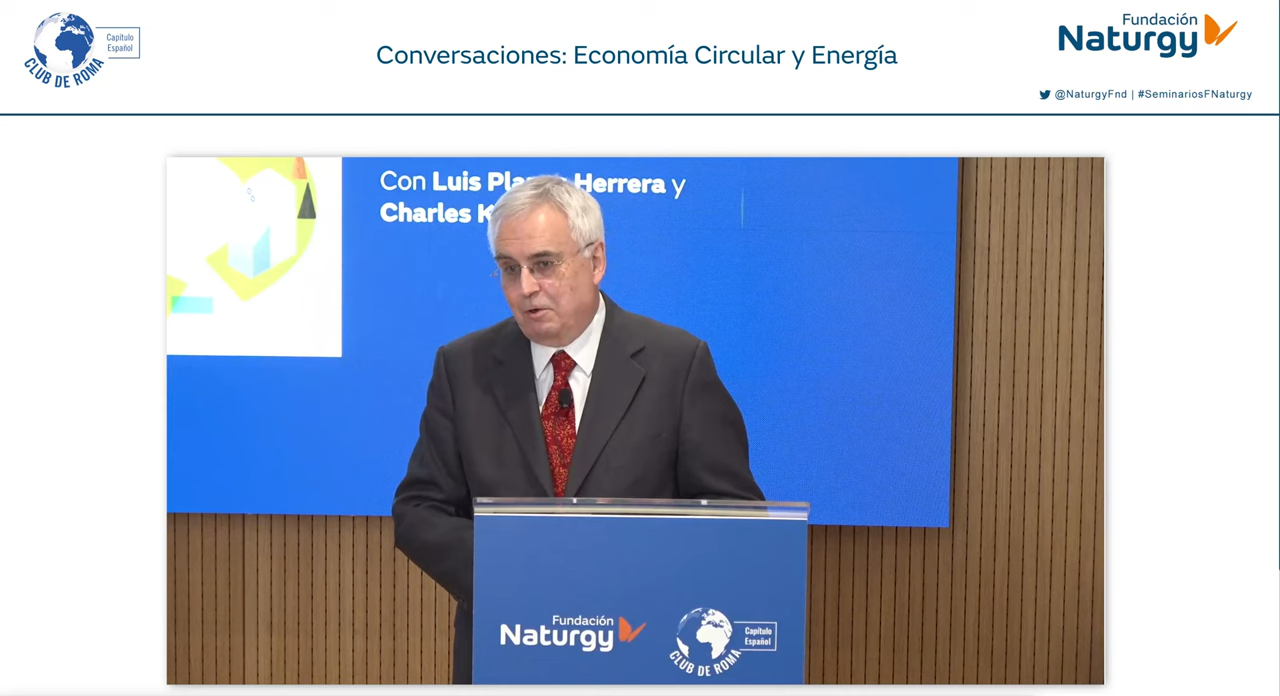 CLUB DE ROMA
Capítulo
Español
Conversaciones: Economía Circular y Energía
Fundación
Naturgy
@NaturgyFnd | #SeminariosFNaturgy
Con Luis Herrera y
Charles
Fundación
Naturgy
CLUB DE ROMA
Capítulo
Español